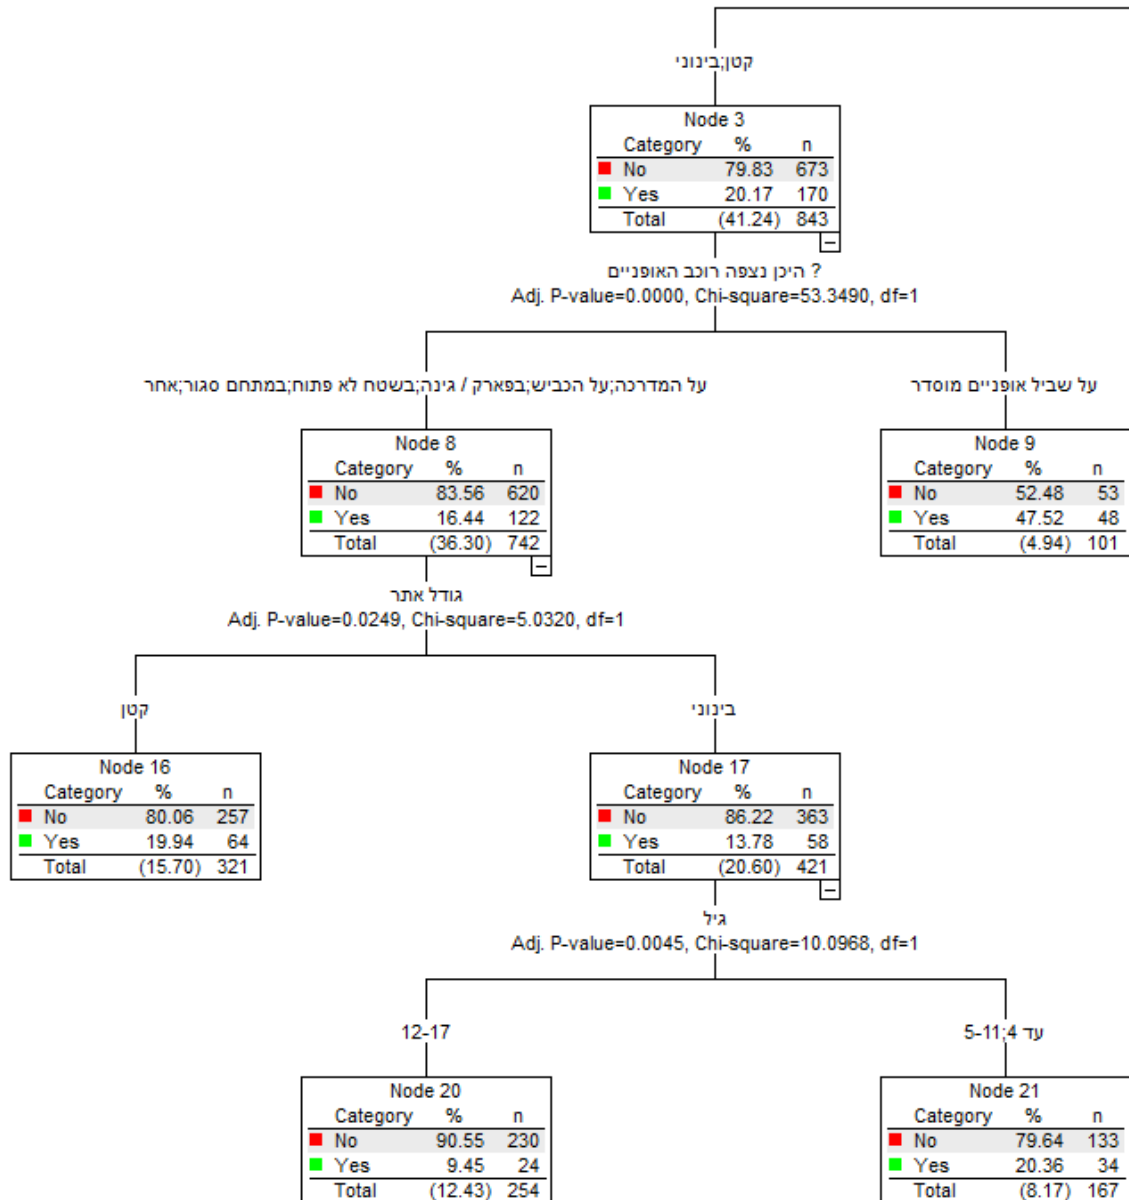 קטן;בינוני
Node 3
Category % n
No 79.83 673
Yes 20.17 170
Total (41.24) 843
היכן נצפה רוכב האופניים ?
Adj. P-value=0.0000, Chi-square=53.3490, df=1
על המדרכה;על הכביש;בפארק / גינה;בשטח לא פתוח;במתחם סגור;אחר
על שביל אופניים מוסדר
Node 8
Category % n
No 83.56 620
Yes 16.44 122
Total (36.30) 742
Node 9
Category % n
No 52.48 53
Yes 47.52 48
Total (4.94) 101
גודל אתר
Adj. P-value=0.0249, Chi-square=5.0320, df=1
קטן
בינוני
Node 16
Category % n
No 80.06 257
Yes 19.94 64
Total (15.70) 321
Node 17
Category % n
No 86.22 363
Yes 13.78 58
Total (20.60) 421
גיל
Adj. P-value=0.0045, Chi-square=10.0968, df=1
12-17
עד 4;5-11
Node 20
Category % n
No 90.55 230
Yes 9.45 24
Total (12.43) 254
Node 21
Category % n
No 79.64 133
Yes 20.36 34
Total (8.17) 167